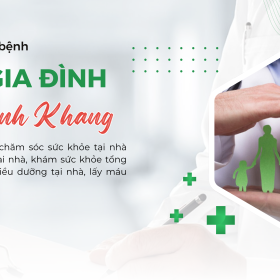 bệnh
GIA ĐÌNH
nh Khang
chăm sóc sức khỏe tại nhà
ại nhà, khám sức khỏe tổng
iều dưỡng tại nhà, lấy máu